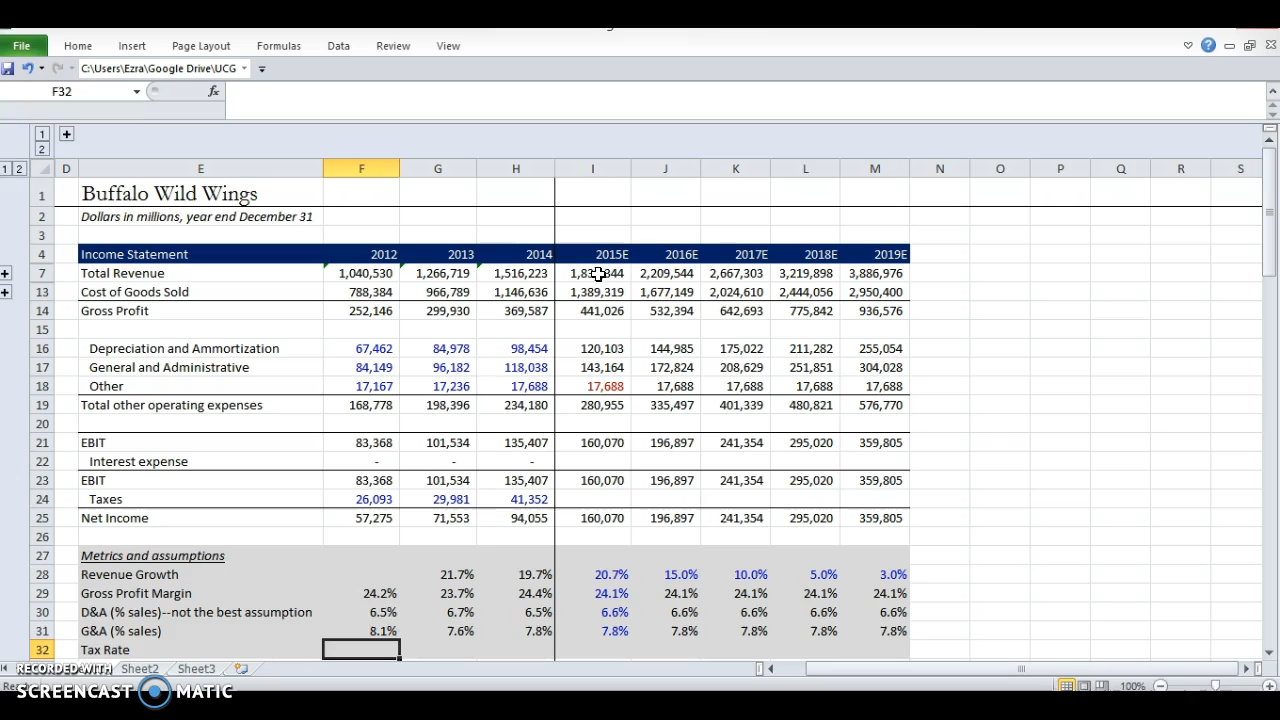 File Home Insert Page Layout Formulas Data Review View
C:\Users\Ezra\Google Drive\UCG
F32 fx
1
2
1 2 D E F G H I J K L M N O P Q R S
1 Buffalo Wild Wings
2 Dollars in millions, year end December 31
3
4 Income Statement 2012 2013 2014 2015E 2016E 2017E 2018E 2019E
7 Total Revenue 1,040,530 1,266,719 1,516,223 2,209,544 2,667,303 3,219,898 3,886,976
13 Cost of Goods Sold 788,384 966,789 1,146,636 1,389,319 1,677,149 2,024,610 2,444,056 2,950,400
14 Gross Profit 252,146 299,930 369,587 441,026 532,394 642,693 775,842 936,576
15
16 Depreciation and Ammortization 67,462 84,978 98,454 120,103 144,985 175,022 211,282 255,054
17 General and Administrative 84,149 96,182 118,038 143,164 172,824 208,629 251,851 304,028
18 Other 17,167 17,236 17,688 17,688 17,688 17,688 17,688 17,688
19 Total other operating expenses 168,778 198,396 234,180 280,955 335,497 401,339 480,821 576,770
20
21 EBIT 83,368 101,534 135,407 160,070 196,897 241,354 295,020 359,805
22 Interest expense - - -
23 EBIT 83,368 101,534 135,407 160,070 196,897 241,354 295,020 359,805
24 Taxes 26,093 29,981 41,352
25 Net Income 57,275 71,553 94,055 160,070 196,897 241,354 295,020 359,805
26
27 Metrics and assumptions
28 Revenue Growth 21.7% 19.7% 20.7% 15.0% 10.0% 5.0% 3.0%
29 Gross Profit Margin 24.2% 23.7% 24.4% 24.1% 24.1% 24.1% 24.1% 24.1%
30 D&A (% sales)--not the best assumption 6.5% 6.7% 6.5% 6.6% 6.6% 6.6% 6.6% 6.6%
31 G&A (% sales) 8.1% 7.6% 7.8% 7.8% 7.8% 7.8% 7.8% 7.8%
32 Tax Rate
RECORDED WITH Sheet2 Sheet3
SCREENCAST MATIC 100%